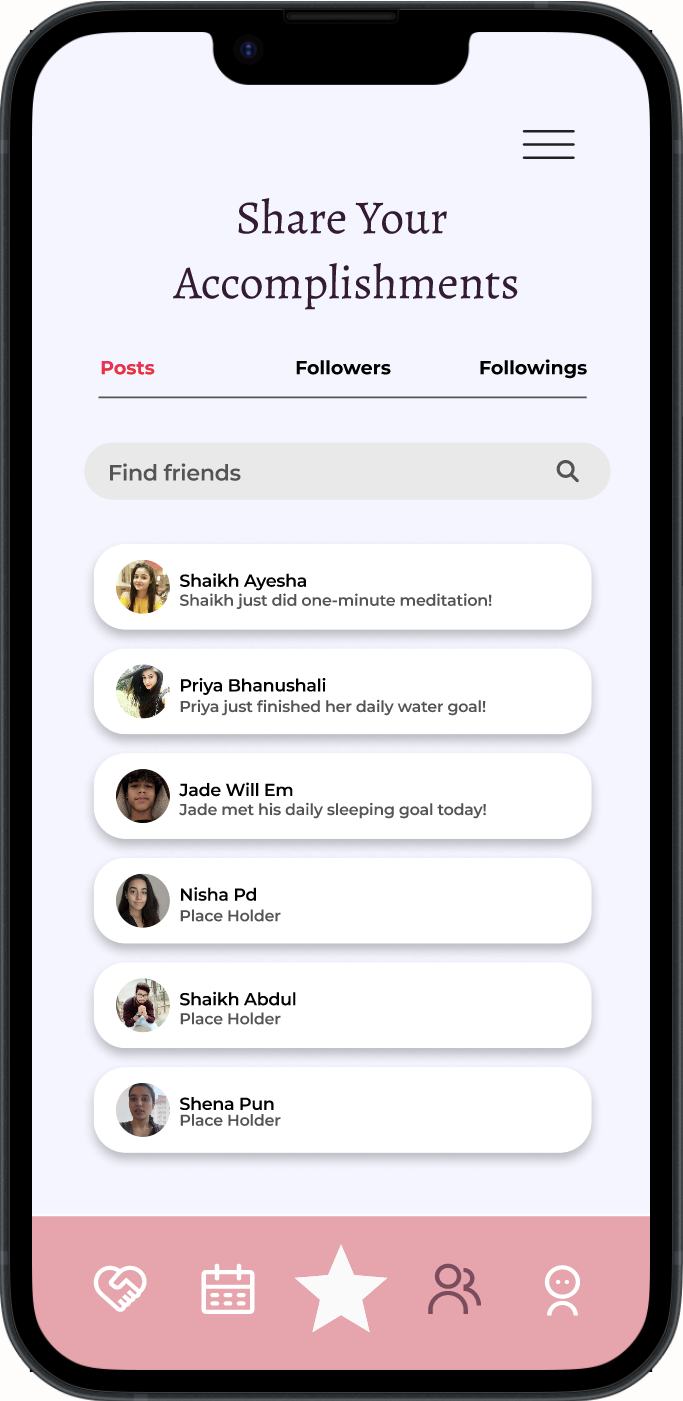 Share Your
Accomplishments
Posts Followers Followings
Find friends
Shaikh Ayesha
Shaikh just did one-minute meditation!
Priya Bhanushali
Priya just finished her daily water goal!
Jade Will Em
Jade met his daily sleeping goal today!
Nisha Pd
Place Holder
Shaikh Abdul
Place Holder
Shena Pun
Place Holder